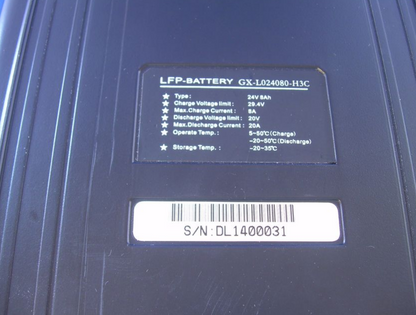 LFP-BATTERY GX-L024080-H3C
★ Type : 24V 8Ah
★ Charge Voltage limit : 29.4V
★ Max.Charge Current : 8A
★ Discharge Voltage limit : 20V
★ Max.Discharge Current : 20A
★ Operate Temp. : 5~50℃(Charge)
-20~50℃(Discharge)
★ Storage Temp. : -20~35℃
S/N:DL1400031